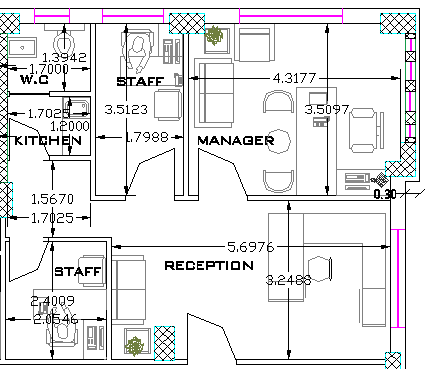 1.3942
1.7000
W.C
STAFF
4.3177
1.7025
3.5123
3.5097
1.2000
KITCHEN
1.7988
MANAGER
1.5670
0.30
1.7025
5.6976
RECEPTION
STAFF
3.2488
2.4009
2.0546